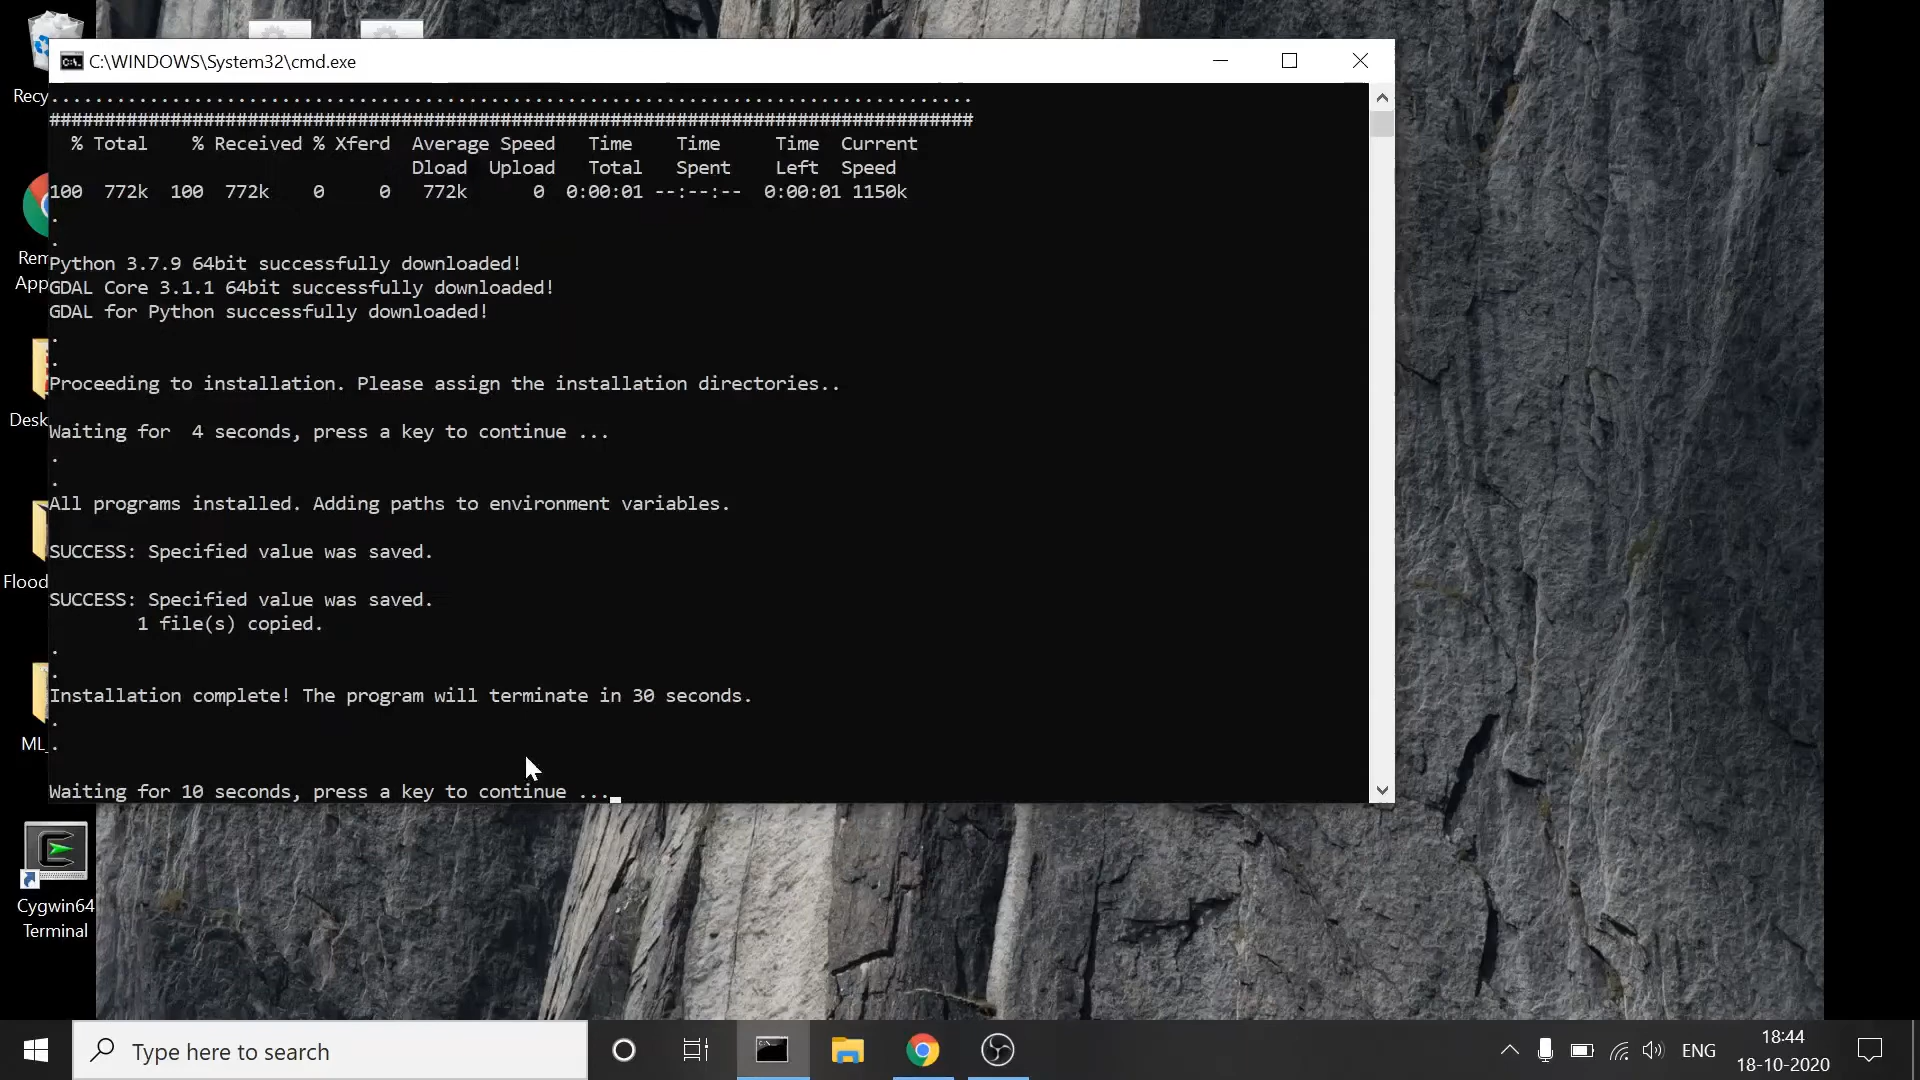 C:\WINDOWS\System32\cmd.exe
................................................................................
################################################################################
% Total % Received % Xferd Average Speed Time Time Time Current
Dload Upload Total Spent Left Speed
100 772k 100 772k 0 0 772k 0 0:00:01 --:--:-- 0:00:01 1150k
.
.
Python 3.7.9 64bit successfully downloaded!
GDAL Core 3.1.1 64bit successfully downloaded!
GDAL for Python successfully downloaded!
.
.
Proceeding to installation. Please assign the installation directories..
Waiting for  4 seconds, press a key to continue ...
.
.
All programs installed. Adding paths to environment variables.
SUCCESS: Specified value was saved.
SUCCESS: Specified value was saved.
1 file(s) copied.
.
.
Installation complete! The program will terminate in 30 seconds.
.
.
Waiting for 10 seconds, press a key to continue ...
Recy
Rem
App
Desk
Flood
ML_
Cygwin64
Terminal
Type here to search
ENG
18:44
18-10-2020